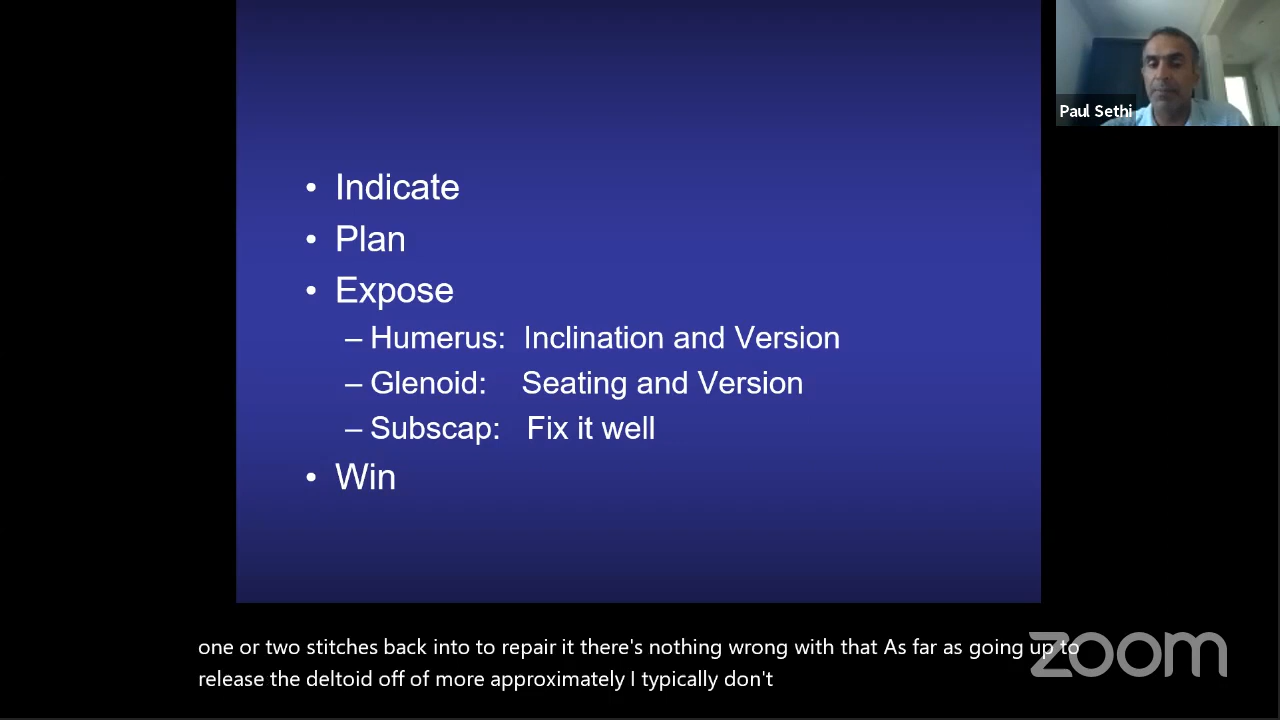 Paul Sethi
• Indicate
• Plan
• Expose
– Humerus: Inclination and Version
– Glenoid: Seating and Version
– Subscap: Fix it well
• Win
one or two stitches back into to repair it there's nothing wrong with that As far as going up to
release the deltoid off of more approximately I typically don't
zoom